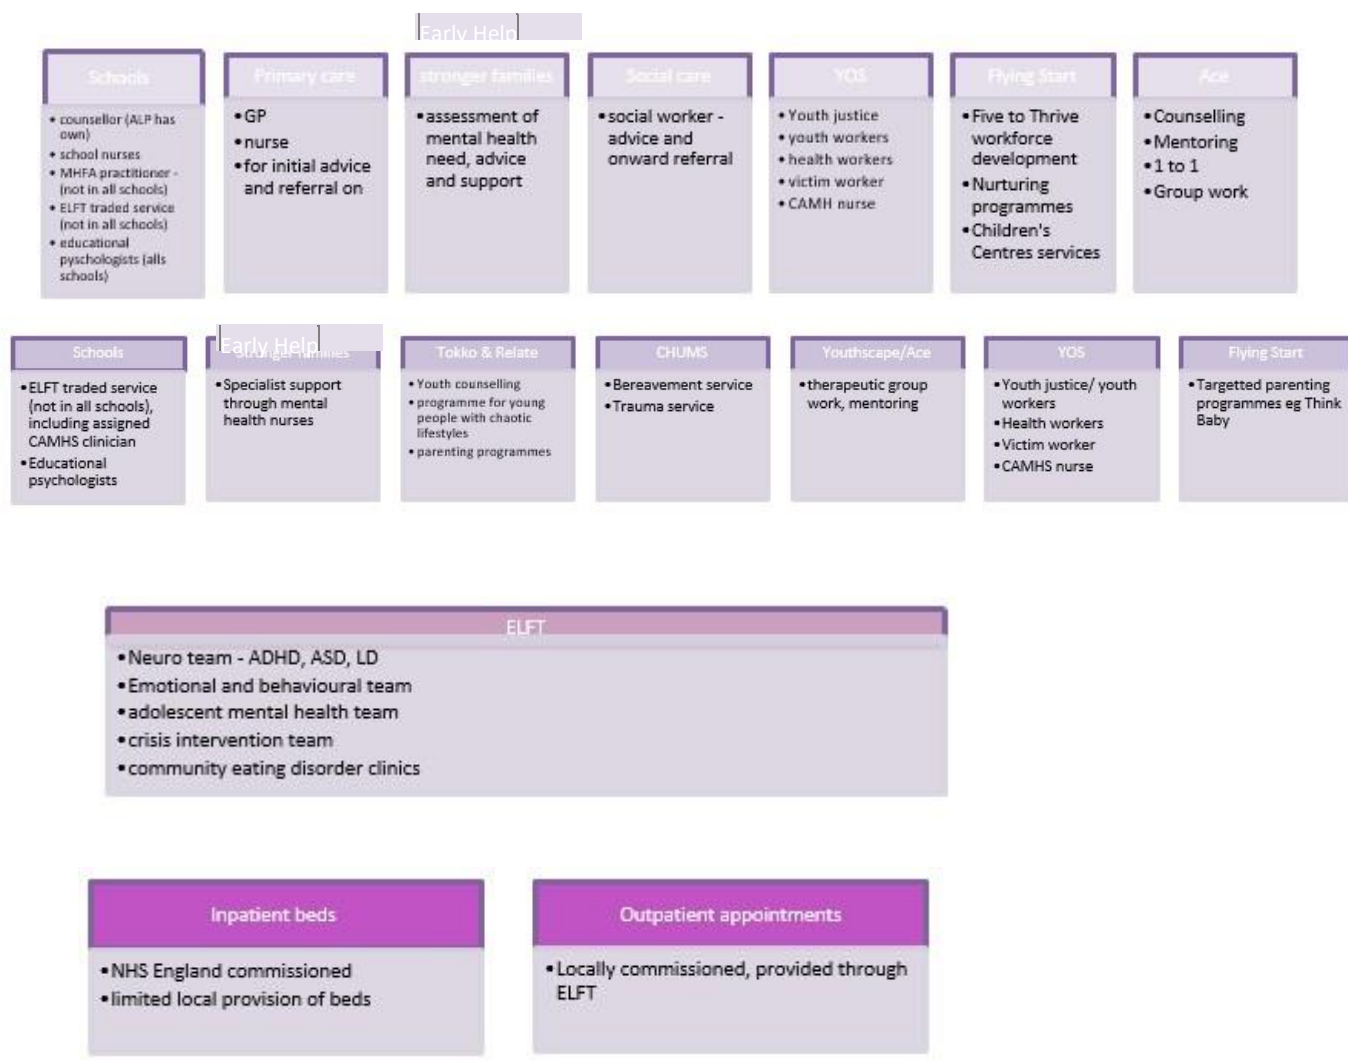 Early Help
Schools
• counsellor (ALP has
own)
• school nurses
• MHFA practitioner -
(not in all schools)
• ELFT traded service
(not in all schools)
• educational
pyschologists (alls
schools)
Primary care
•GP
•nurse
•for initial advice
and referral on
stronger families
•assessment of
mental health
need, advice
and support
Social care
•social worker -
advice and
onward referral
YOS
• Youth justice
• youth workers
• health workers
• victim worker
• CAMH nurse
Flying Start
•Five to Thrive
workforce
development
•Nurturing
programmes
•Children's
Centres services
Ace
•Counselling
•Mentoring
•1 to 1
•Group work
Schools
•ELFT traded service
(not in all schools),
including assigned
CAMHS clinician
•Educational
psychologists
Early Help
Stronger families
•Specialist support
through mental
health nurses
Tokko & Relate
• Youth counselling
• programme for young
people with chaotic
lifestyles
• parenting programmes
CHUMS
•Bereavement service
•Trauma service
Youthscape/Ace
•therapeutic group
work, mentoring
YOS
•Youth justice/ youth
workers
•Health workers
•Victim worker
•CAMHS nurse
Flying Start
•Targetted parenting
programmes eg Think
Baby
ELFT
•Neuro team - ADHD, ASD, LD
•Emotional and behavioural team
•adolescent mental health team
•crisis intervention team
•community eating disorder clinics
Inpatient beds
•NHS England commissioned
•limited local provision of beds
Outpatient appointments
•Locally commissioned, provided through
ELFT